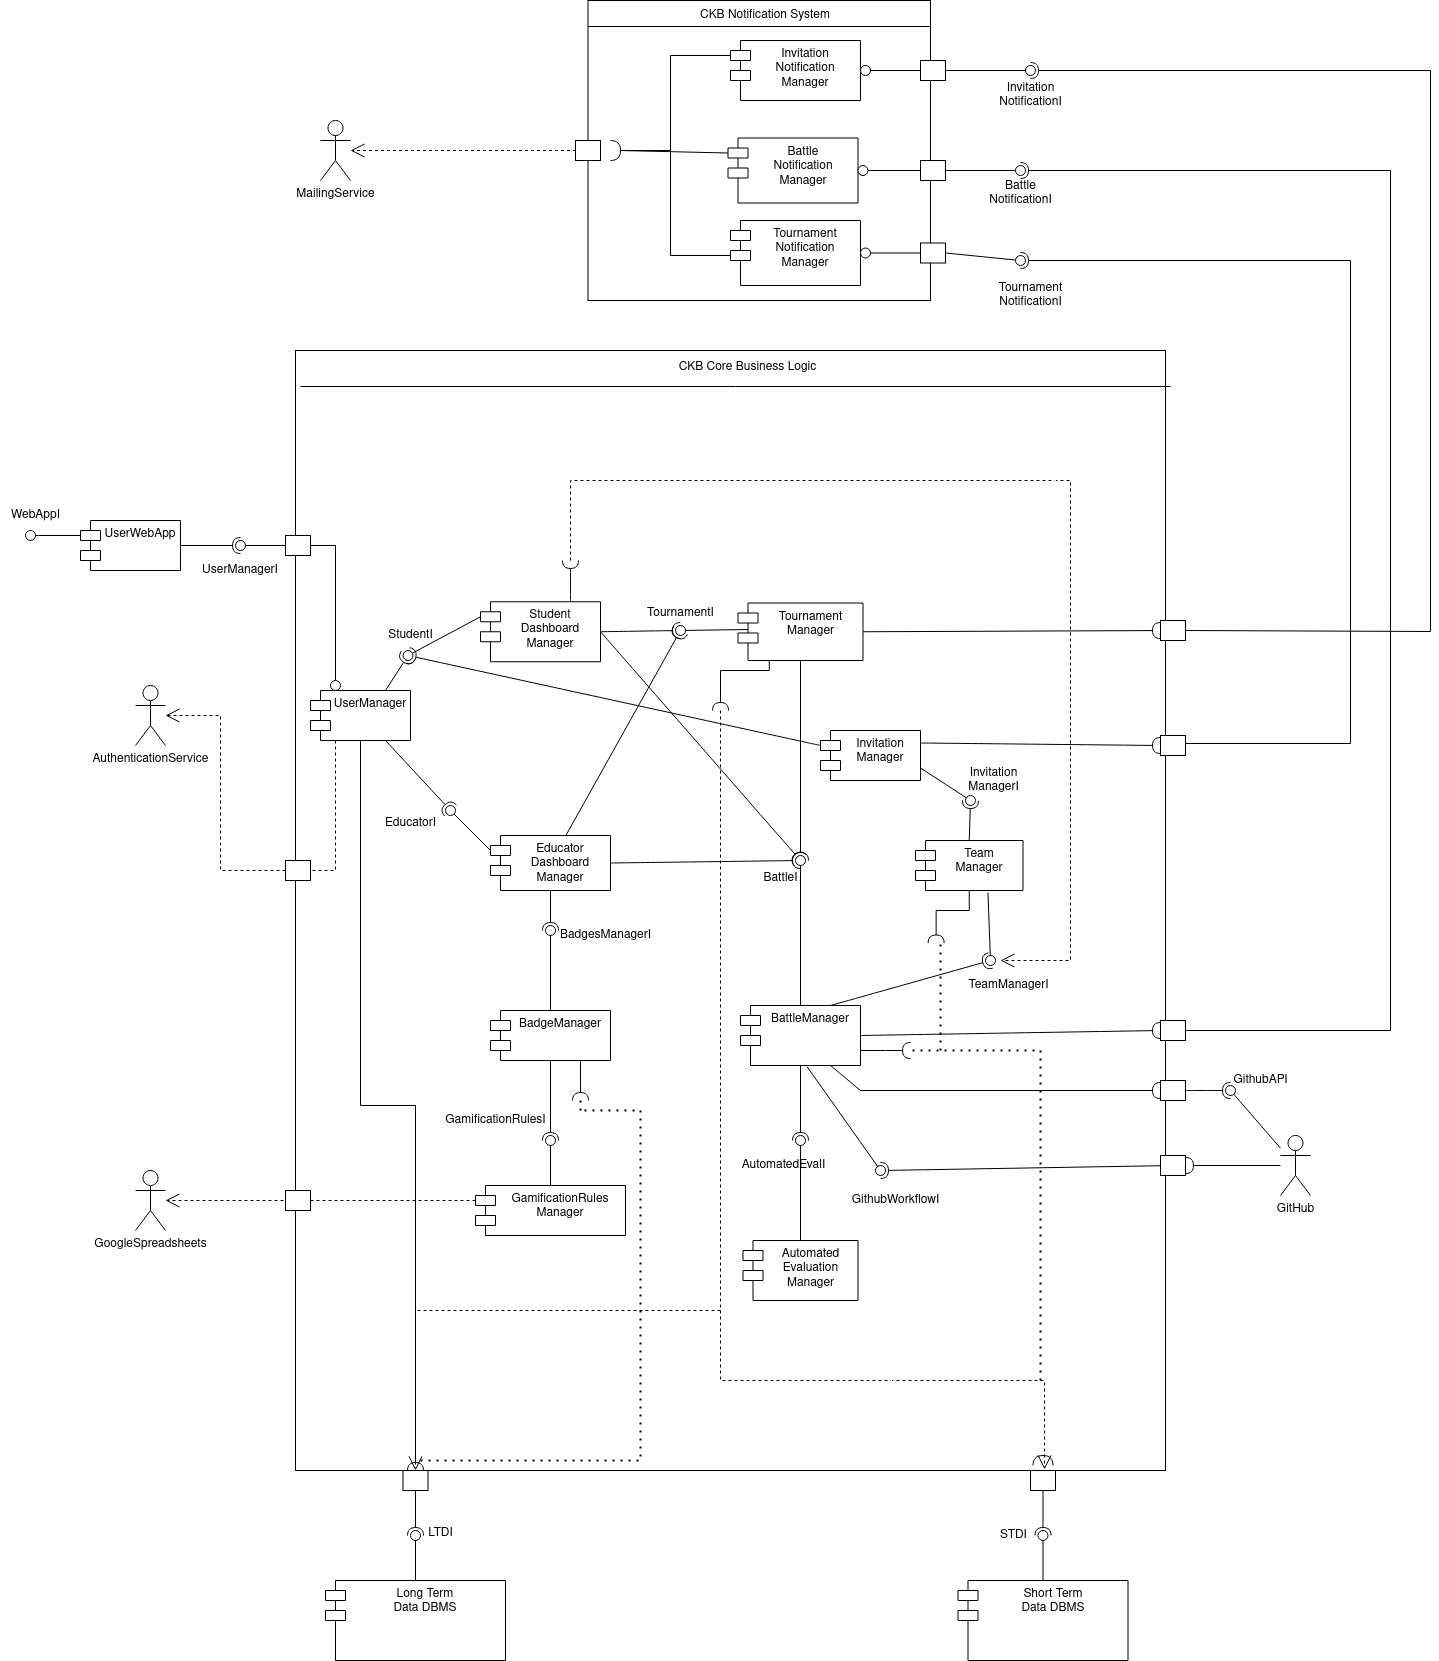 CKB Notification System
Invitation
Notification
Manager
Invitation
NotificationI
Battle
Notification
Manager
Battle
NotificationI
MailingService
Tournament
Notification
Manager
Tournament
NotificationI
CKB Core Business Logic
WebAppI
UserWebApp
UserManagerI
StudentI
Student
Dashboard
Manager
TournamentI
Tournament
Manager
UserManager
AuthenticationService
Invitation
Manager
Invitation
ManagerI
EducatorI
Educator
Dashboard
Manager
BattleI
Team
Manager
BadgesManagerI
TeamManagerI
BadgeManager
BattleManager
GithubAPI
GamificationRulesI
AutomatedEvalI
GithubWorkflowI
GitHub
GamificationRules
Manager
GoogleSpreadsheets
Automated
Evaluation
Manager
LTDI
STDI
Long Term
Data DBMS
Short Term
Data DBMS